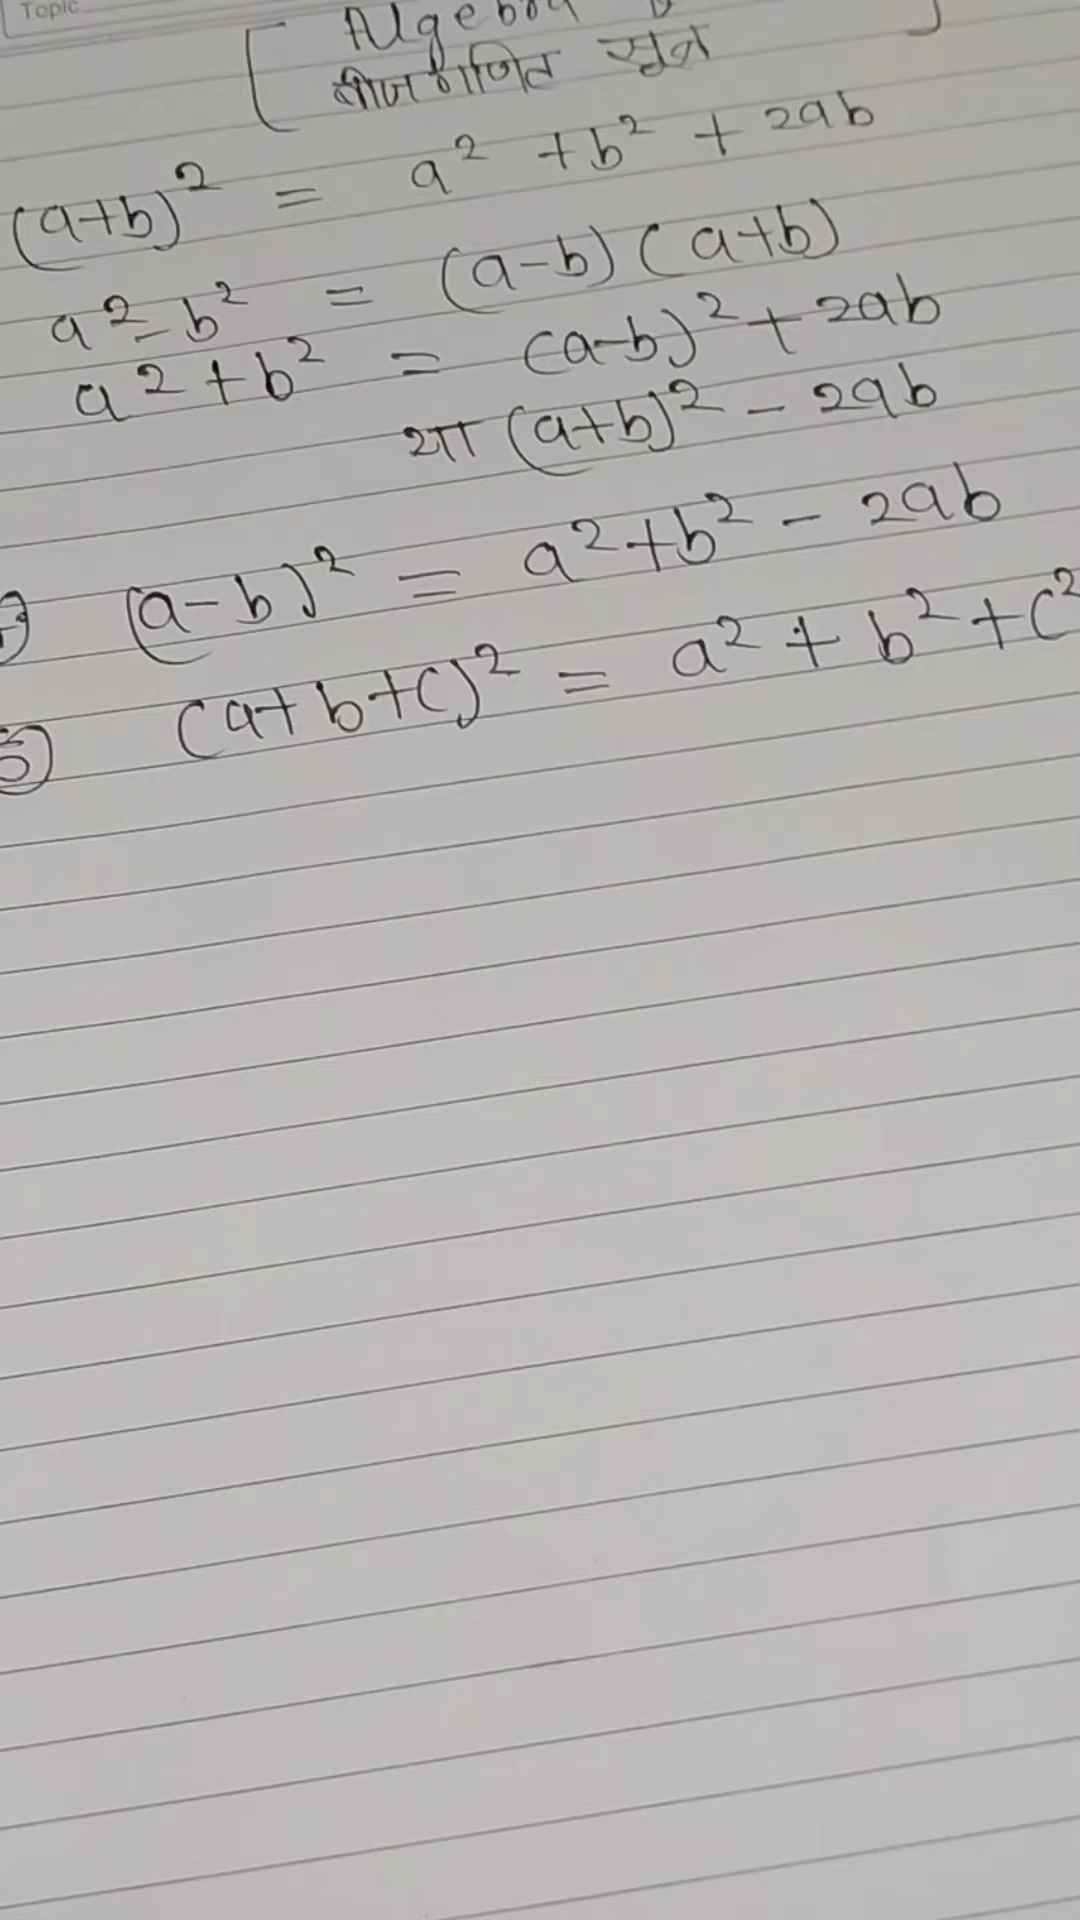 Topic
[ Algebra ]
बीजगणित सूत्र
(a+b)² = a² + b² + 2ab
a² - b² = (a-b) (a+b)
a² + b² = (a-b)² + 2ab
या (a+b)² - 2ab
(a-b)² = a² + b² - 2ab
5) (a+b+c)² = a² + b² + c²